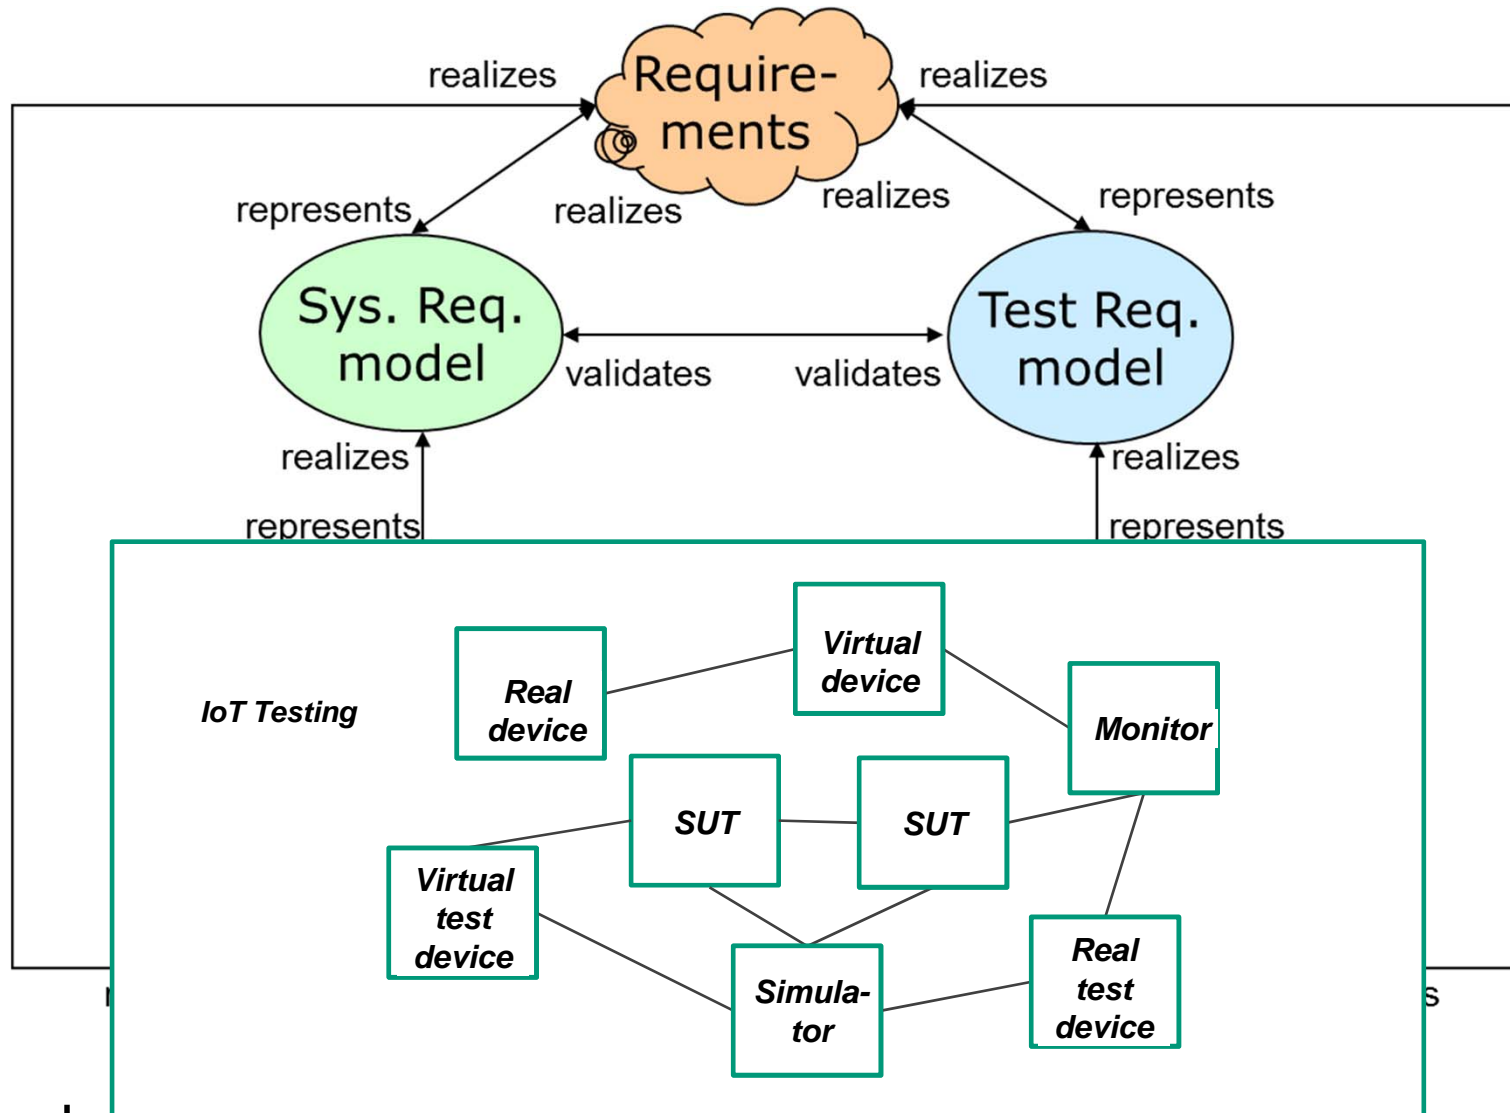 realizes
Require-
ments
realizes
represents
realizes
realizes
represents
Sys. Req.
model
Test Req.
model
validates
validates
realizes
realizes
represents
represents
IoT Testing
Real
device
Virtual
device
Monitor
SUT
SUT
Virtual
test
device
Simula-
tor
Real
test
device